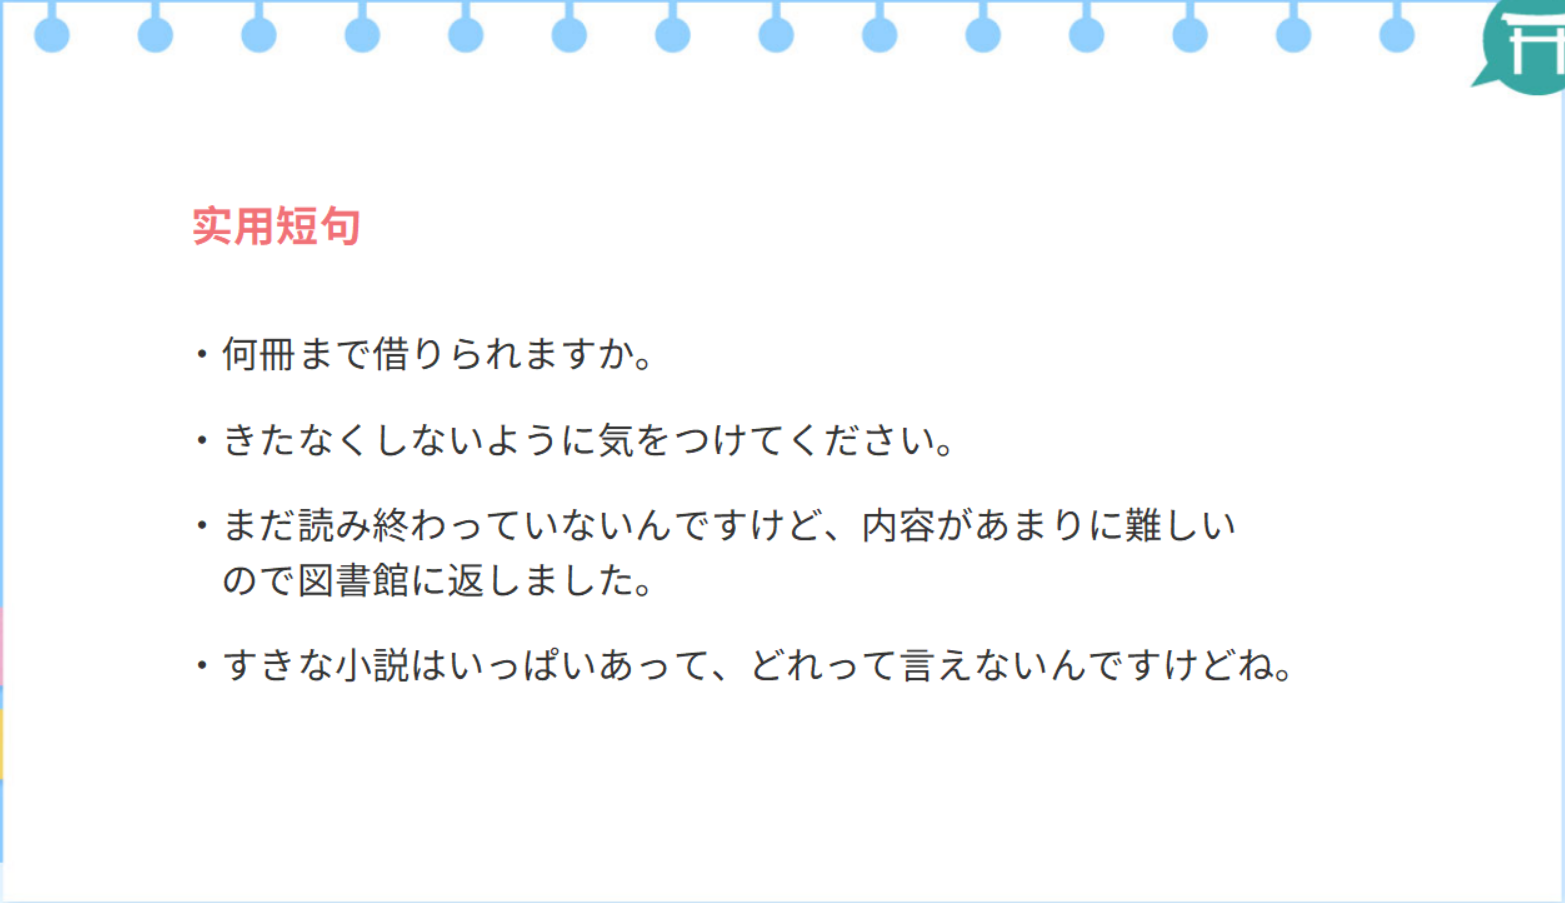 实用短句
・何冊まで借りられますか。
・きたなくしないように気をつけてください。
・まだ読み終わっていないんですけど、内容があまりに難しい
ので図書館に返しました。
・すきな小説はいっぱいあって、どれって言えないんですけどね。